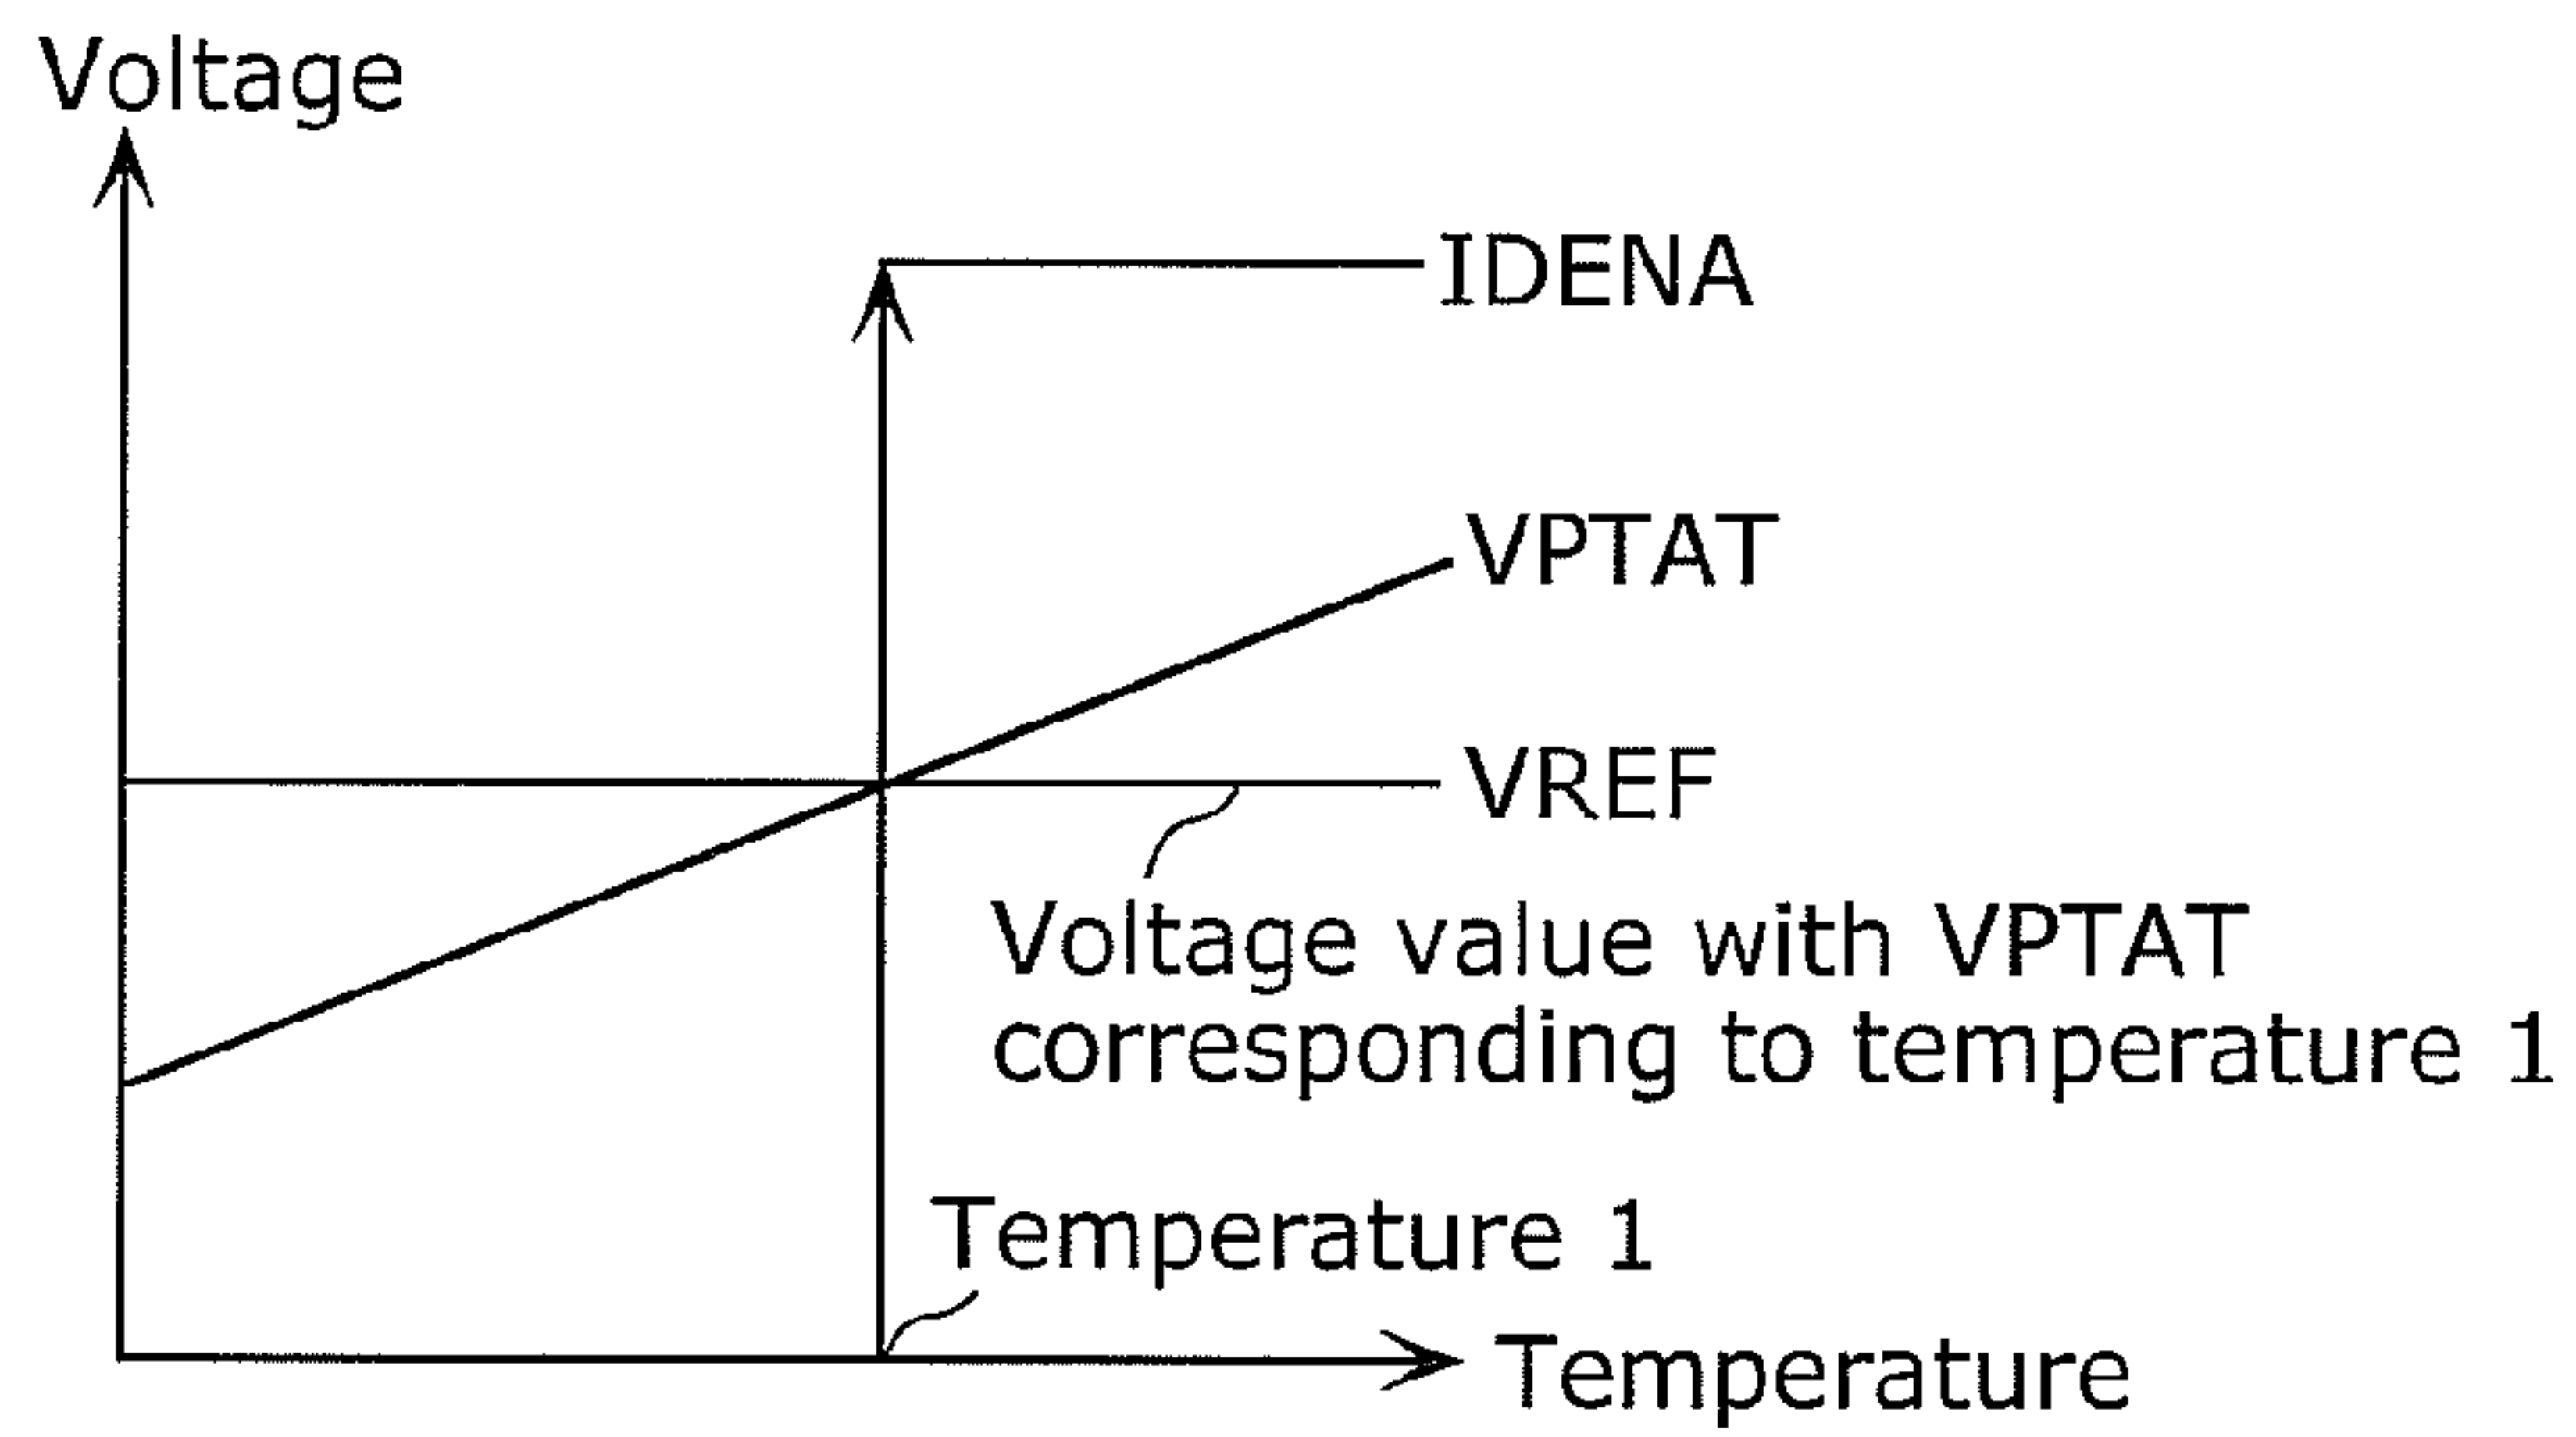 Voltage
IDENA
VPTAT
VREF
Voltage value with VPTAT
corresponding to temperature 1
Temperature 1
Temperature